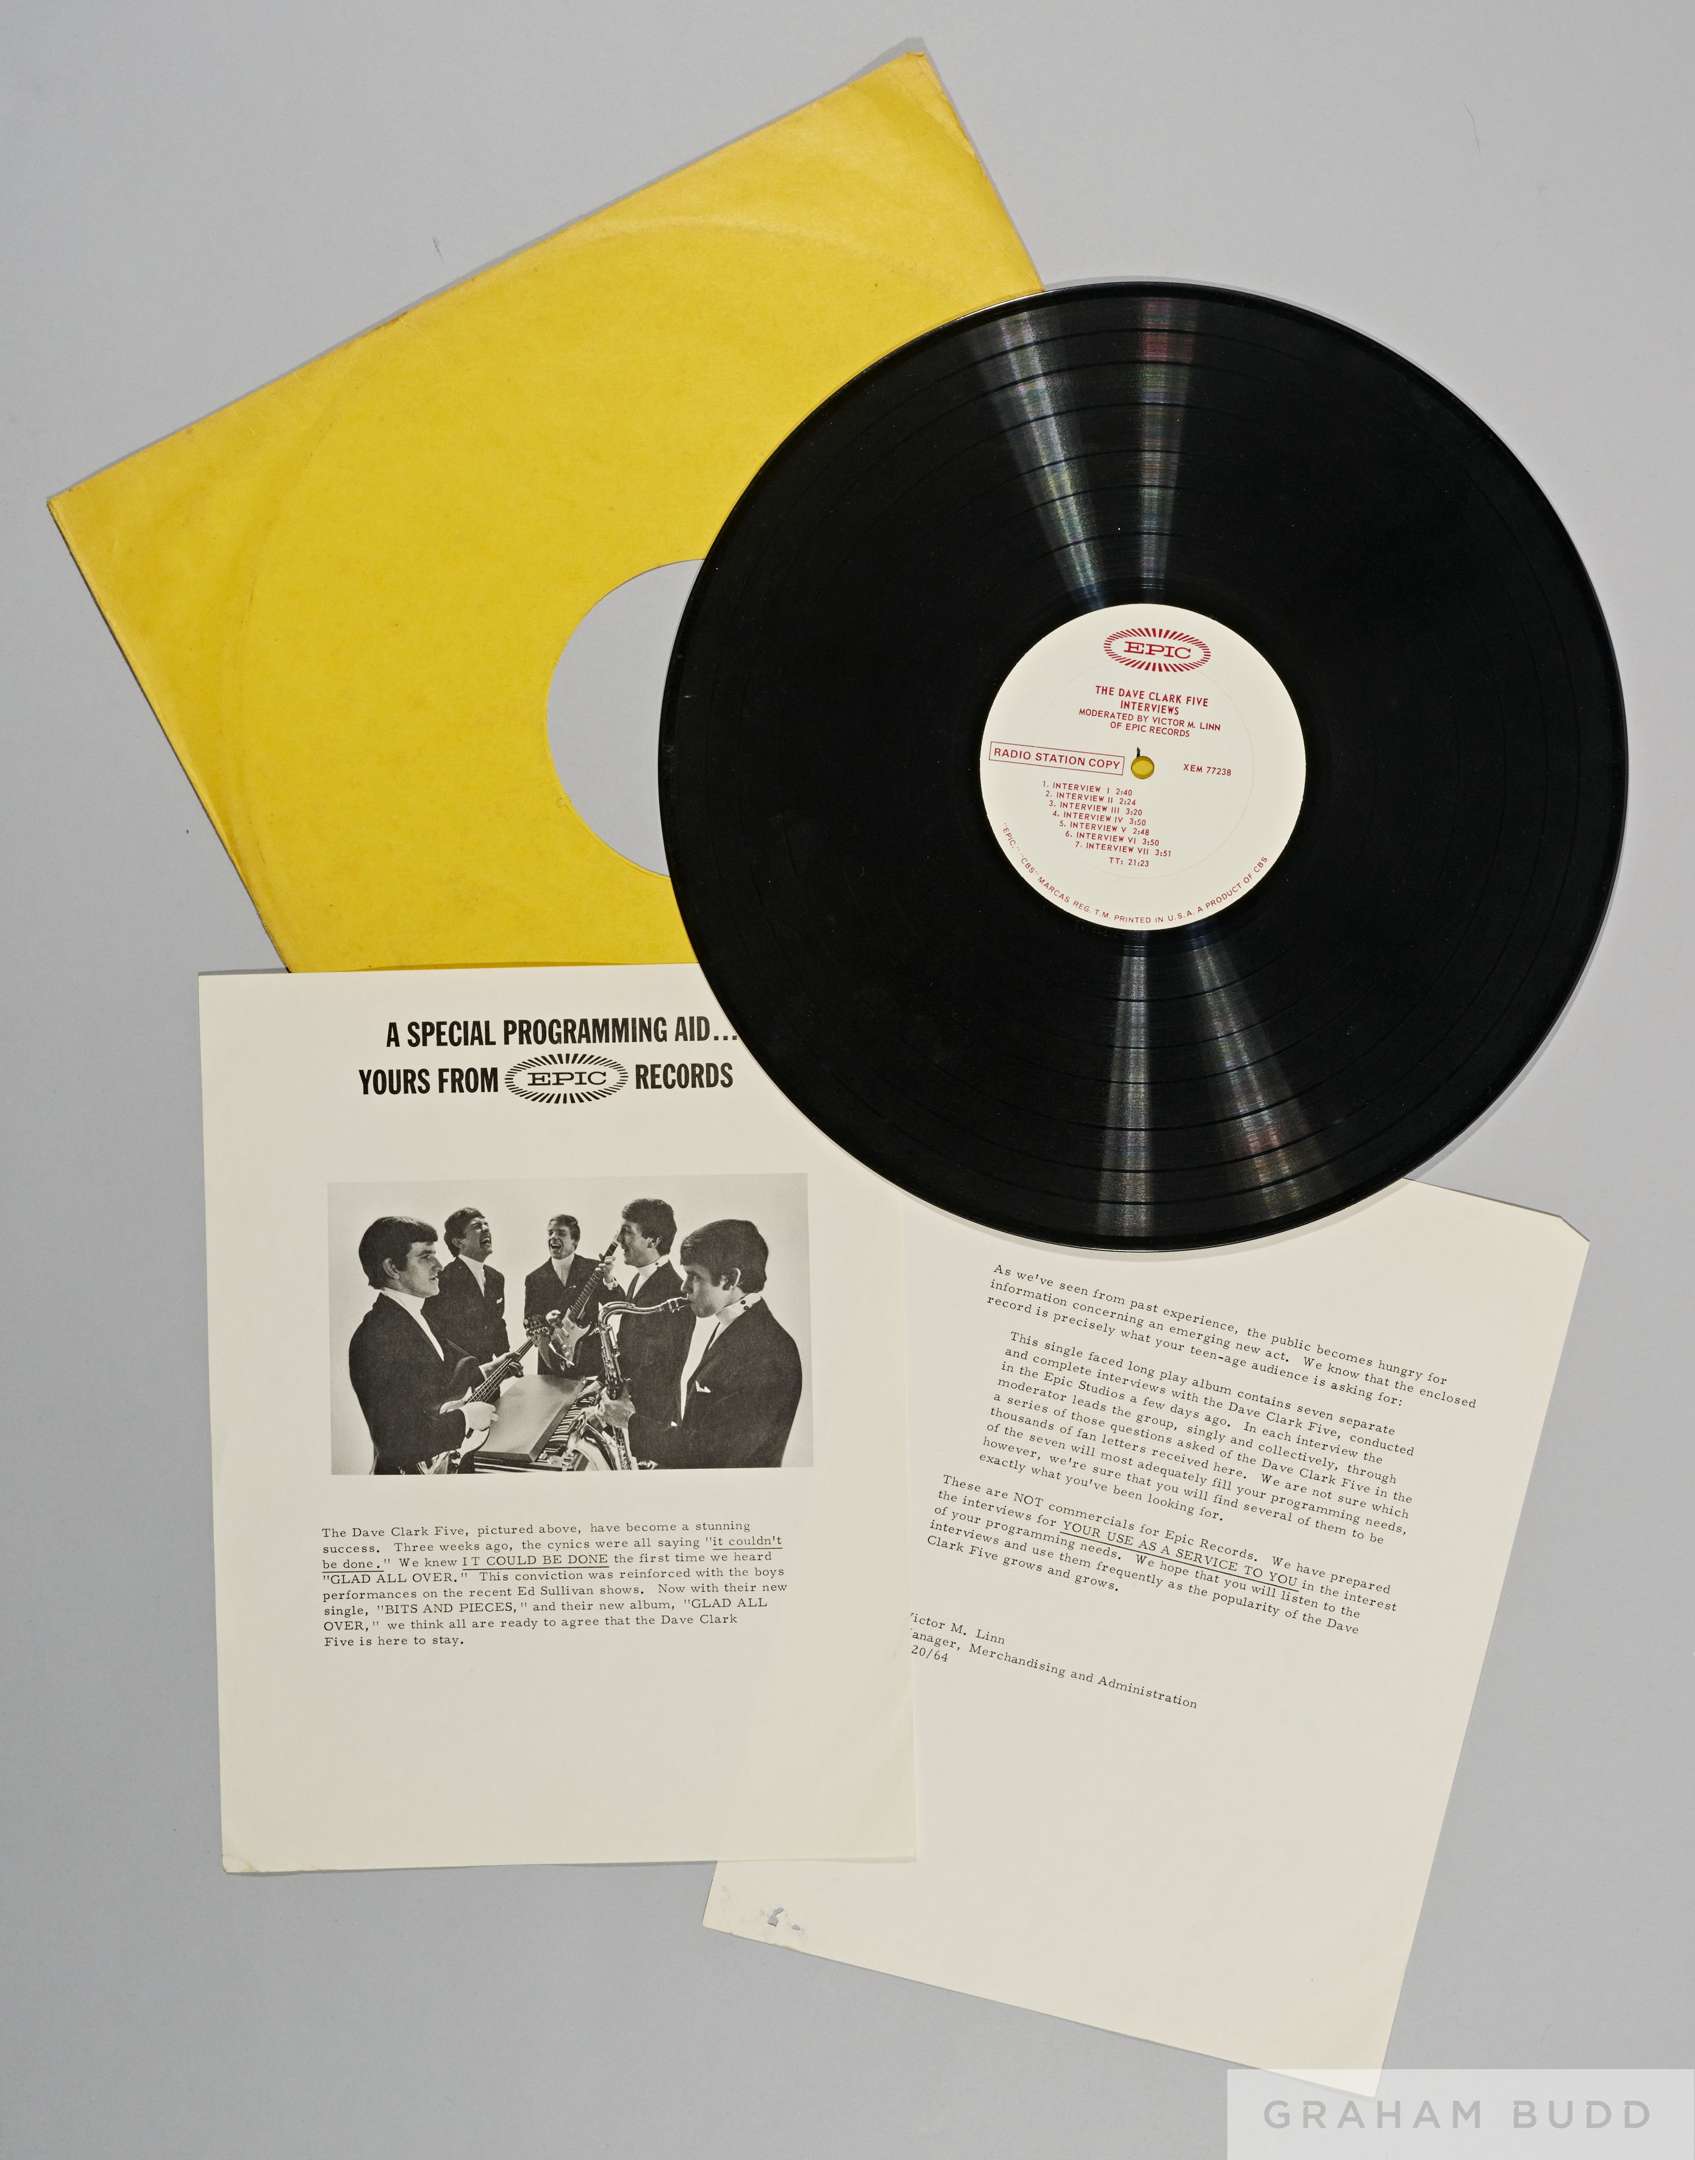 EPIC
THE DAVE CLARK FIVE
INTERVIEWS
MODERATED BY VICTOR M. LINN
OF EPIC RECORDS
RADIO STATION COPY
XEM 77238
1. INTERVIEW I 2:40
2. INTERVIEW II 2:24
3. INTERVIEW III 3:20
4. INTERVIEW IV 3:50
5. INTERVIEW V 2:48
6. INTERVIEW VI 3:50
7. INTERVIEW VII 3:51
TT: 21:23
"EPIC," "CBS" MARCAS REG. T.M. PRINTED IN U.S.A. A PRODUCT OF CBS
A SPECIAL PROGRAMMING AID...
YOURS FROM EPIC RECORDS
The Dave Clark Five, pictured above, have become a stunning
success. Three weeks ago, the cynics were all saying "it couldn't
be done." We knew IT COULD BE DONE the first time we heard
"GLAD ALL OVER." This conviction was reinforced with the boys
performances on the recent Ed Sullivan shows. Now with their new
single, "BITS AND PIECES," and their new album, "GLAD ALL
OVER," we think all are ready to agree that the Dave Clark
Five is here to stay.
As we've seen from past experience, the public becomes hungry for
information concerning an emerging new act. We know that the enclosed
record is precisely what your teen-age audience is asking for:
This single faced long play album contains seven separate
and complete interviews with the Dave Clark Five, conducted
in the Epic Studios a few days ago. In each interview the
moderator leads the group, singly and collectively, through
a series of those questions asked of the Dave Clark Five in the
thousands of fan letters received here. We are not sure which
of the seven will most adequately fill your programming needs,
however, we're sure that you will find several of them to be
exactly what you've been looking for.
These are NOT commercials for Epic Records. We have prepared
the interviews for YOUR USE AS A SERVICE TO YOU in the interest
of your programming needs. We hope that you will listen to the
interviews and use them frequently as the popularity of the Dave
Clark Five grows and grows.
ictor M. Linn
anager, Merchandising and Administration
20/64
GRAHAM BUDD